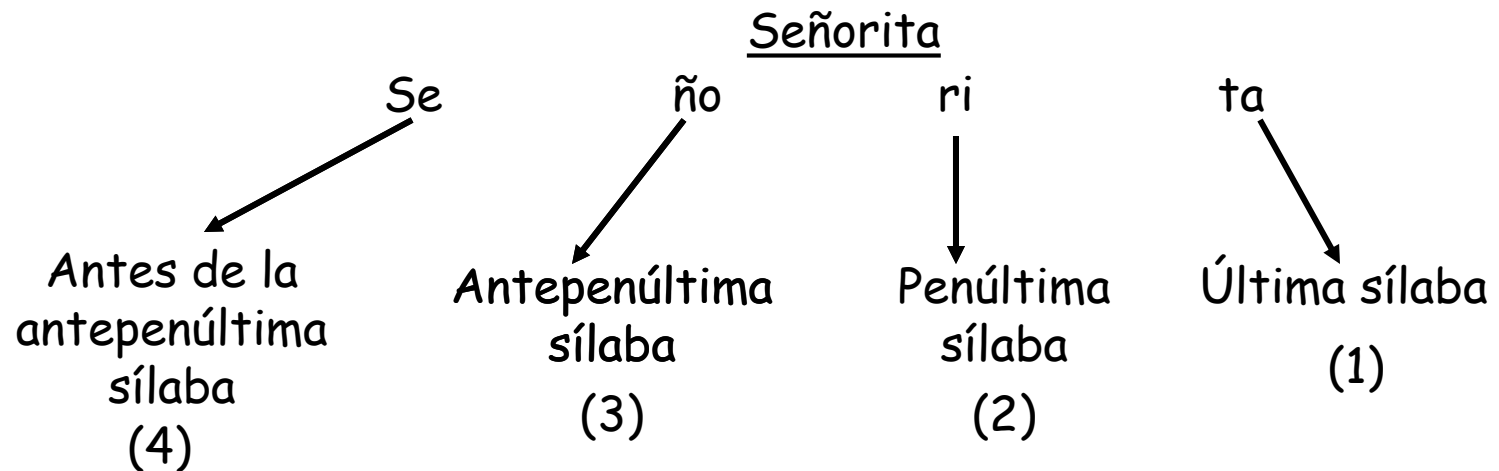 Señorita
Se ño ri ta
Antes de la
antepenúltima
sílaba
(4)
Antepenúltima
sílaba
(3)
Penúltima
sílaba
(2)
Última sílaba
(1)